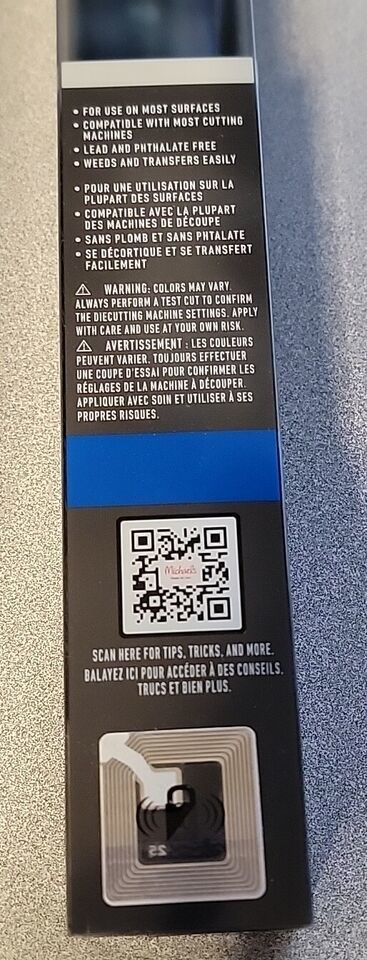 • FOR USE ON MOST SURFACES
• COMPATIBLE WITH MOST CUTTING
MACHINES
• LEAD AND PHTHALATE FREE
• WEEDS AND TRANSFERS EASILY
• POUR UNE UTILISATION SUR LA
PLUPART DES SURFACES
• COMPATIBLE AVEC LA PLUPART
DES MACHINES DE DÉCOUPE
• SANS PLOMB ET SANS PHTALATE
• SE DÉCORTIQUE ET SE TRANSFERT
FACILEMENT
⚠ WARNING: COLORS MAY VARY.
ALWAYS PERFORM A TEST CUT TO CONFIRM
THE DIECUTTING MACHINE SETTINGS. APPLY
WITH CARE AND USE AT YOUR OWN RISK.
⚠ AVERTISSEMENT : LES COULEURS
PEUVENT VARIER. TOUJOURS EFFECTUER
UNE COUPE D'ESSAI POUR CONFIRMER LES
RÉGLAGES DE LA MACHINE À DÉCOUPER.
APPLIQUER AVEC SOIN ET UTILISER À SES
PROPRES RISQUES.
Michaels
SCAN HERE FOR TIPS, TRICKS, AND MORE.
BALAYEZ ICI POUR ACCÉDER À DES CONSEILS,
TRUCS ET BIEN PLUS.
25